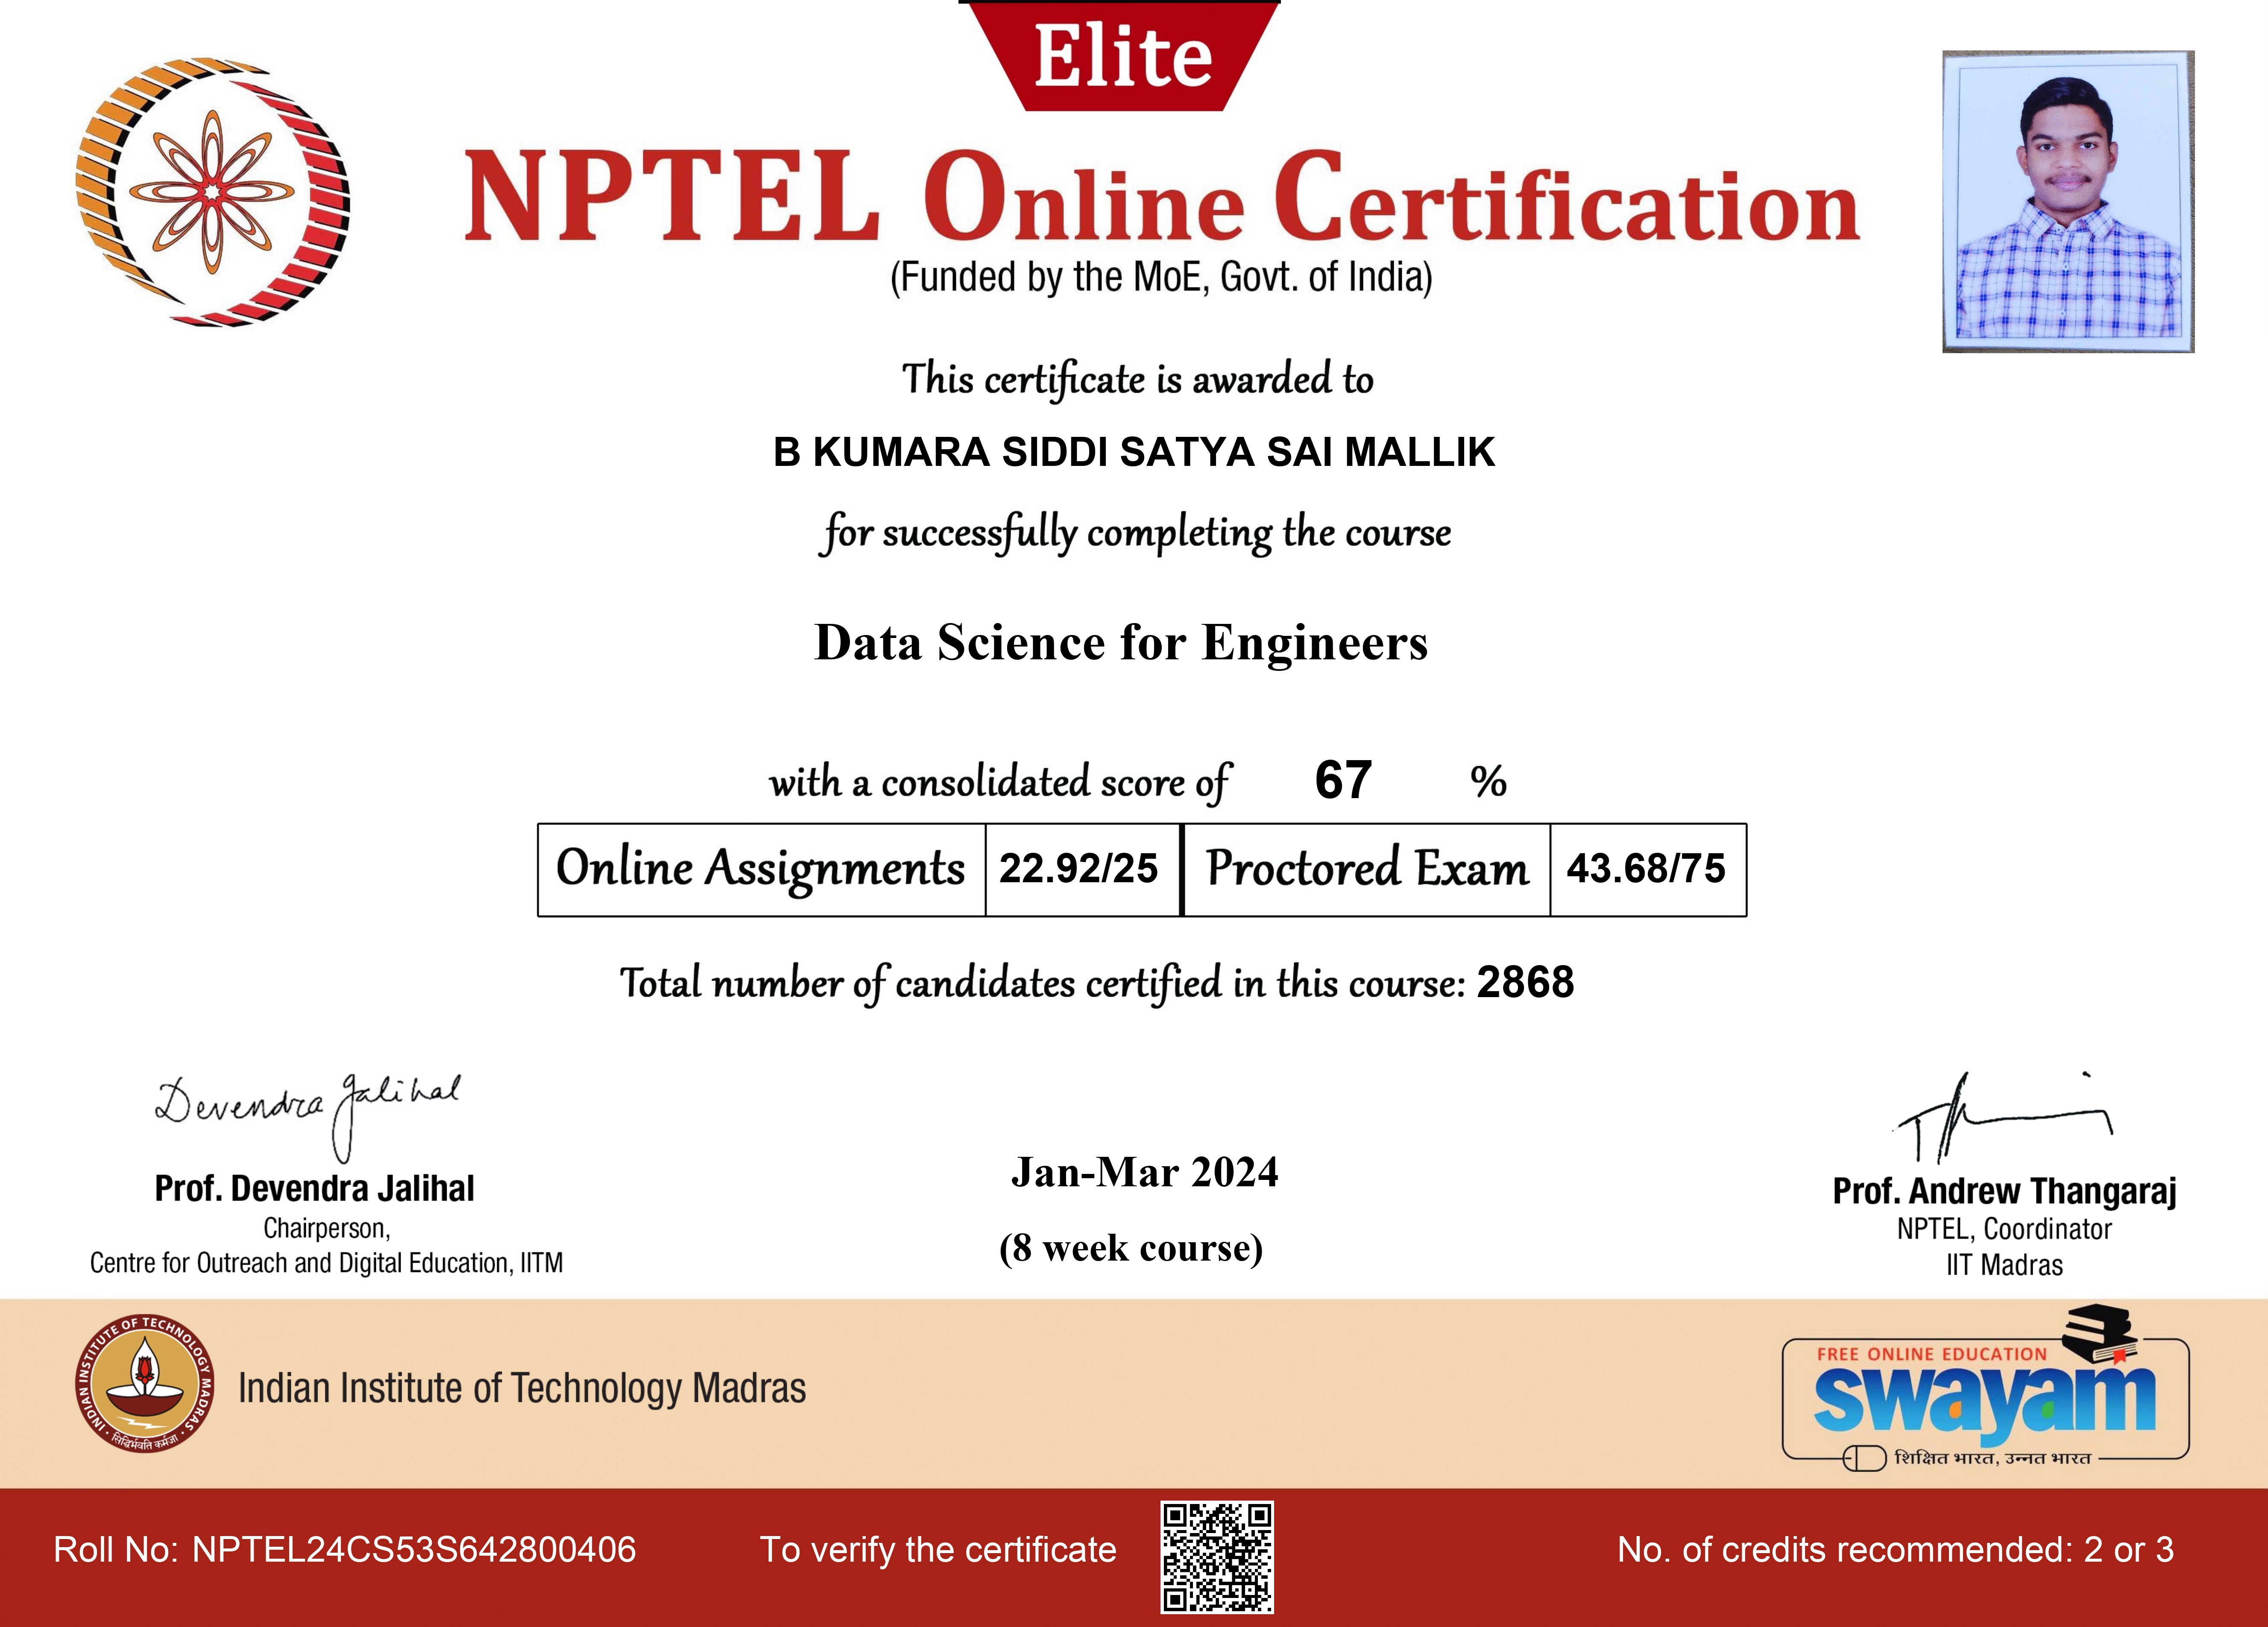 Elite
NPTEL Online Certification
(Funded by the MoE, Govt. of India)
This certificate is awarded to
B KUMARA SIDDI SATYA SAI MALLIK
for successfully completing the course
Data Science for Engineers
with a consolidated score of 67 %
Online Assignments 22.92/25 Proctored Exam 43.68/75
Total number of candidates certified in this course: 2868
Devendra Jalihal
Prof. Devendra Jalihal
Chairperson,
Centre for Outreach and Digital Education, IITM
Jan-Mar 2024
(8 week course)
Prof. Andrew Thangaraj
NPTEL, Coordinator
IIT Madras
INDIAN INSTITUTE OF TECHNOLOGY MADRAS
सिद्धिर्भवति कर्मजा
Indian Institute of Technology Madras
FREE ONLINE EDUCATION
swayam
शिक्षित भारत, उन्नत भारत
Roll No: NPTEL24CS53S642800406
To verify the certificate
No. of credits recommended: 2 or 3